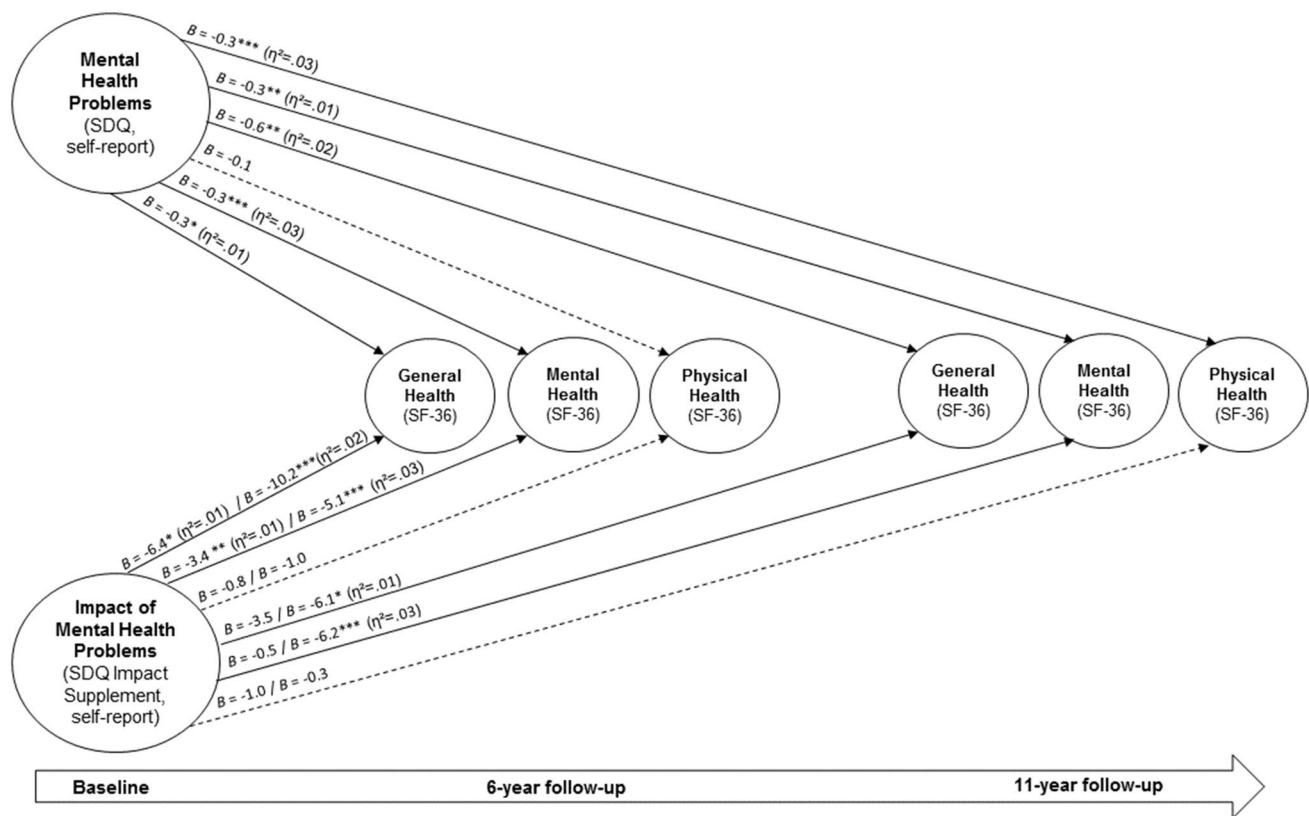 Mental
Health
Problems
(SDQ,
self-report)
B = -0.3*** (η²=.03)
B = -0.3** (η²=.01)
B = -0.6** (η²=.02)
B = -0.1
B = -0.3*** (η²=.03)
B = -0.3* (η²=.01)
General
Health
(SF-36)
Mental
Health
(SF-36)
Physical
Health
(SF-36)
General
Health
(SF-36)
Mental
Health
(SF-36)
Physical
Health
(SF-36)
B = -6.4* (η²=.01) / B = -10.2***(η²=.02)
B = -3.4 ** (η²=.01) / B = -5.1*** (η²=.03)
B = -0.8 / B = -1.0
B = -3.5 / B = -6.1* (η²=.01)
B = -0.5 / B = -6.2*** (η²=.03)
B = -1.0 / B = -0.3
Impact of
Mental Health
Problems
(SDQ Impact
Supplement,
self-report)
Baseline 6-year follow-up 11-year follow-up